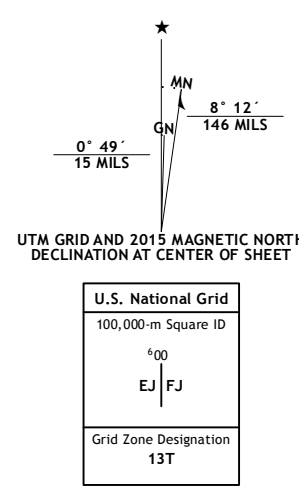 ★
MN
GN
8° 12´
146 MILS
0° 49´
15 MILS
UTM GRID AND 2015 MAGNETIC NORTH
DECLINATION AT CENTER OF SHEET
U.S. National Grid
100,000-m Square ID
⁶00
EJ FJ
Grid Zone Designation
13T